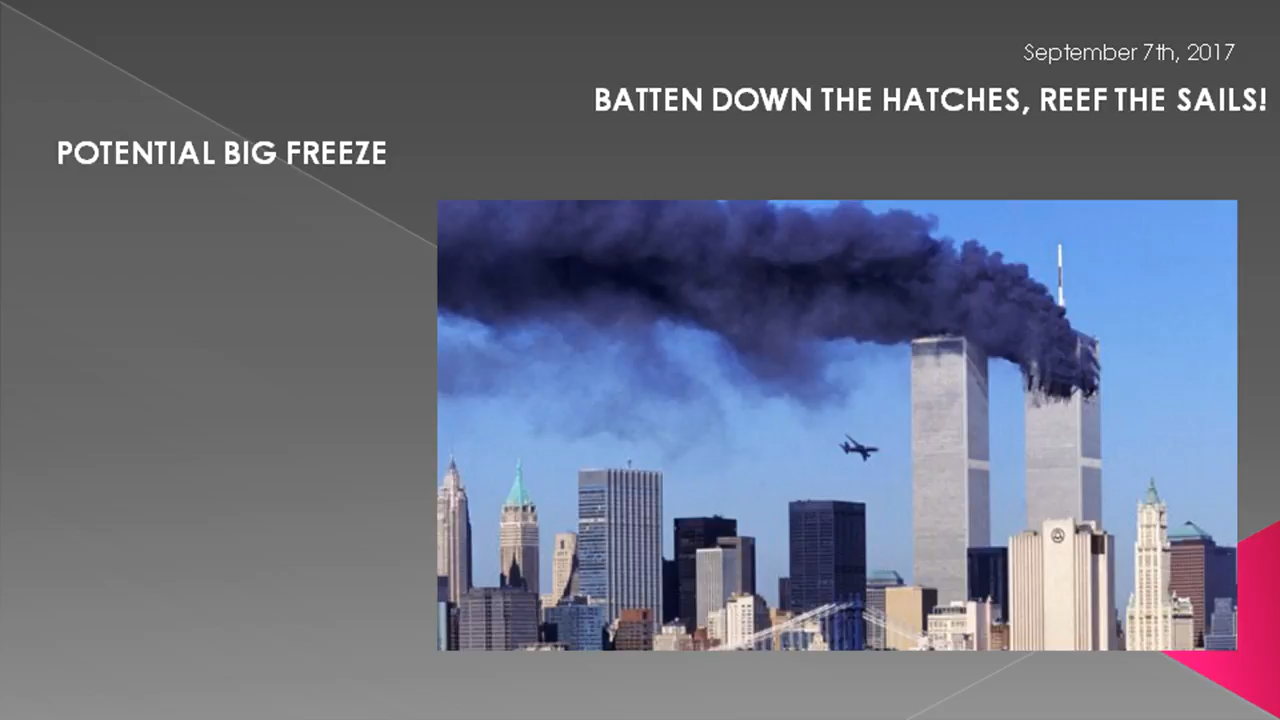 September 7th, 2017
BATTEN DOWN THE HATCHES, REEF THE SAILS!
POTENTIAL BIG FREEZE